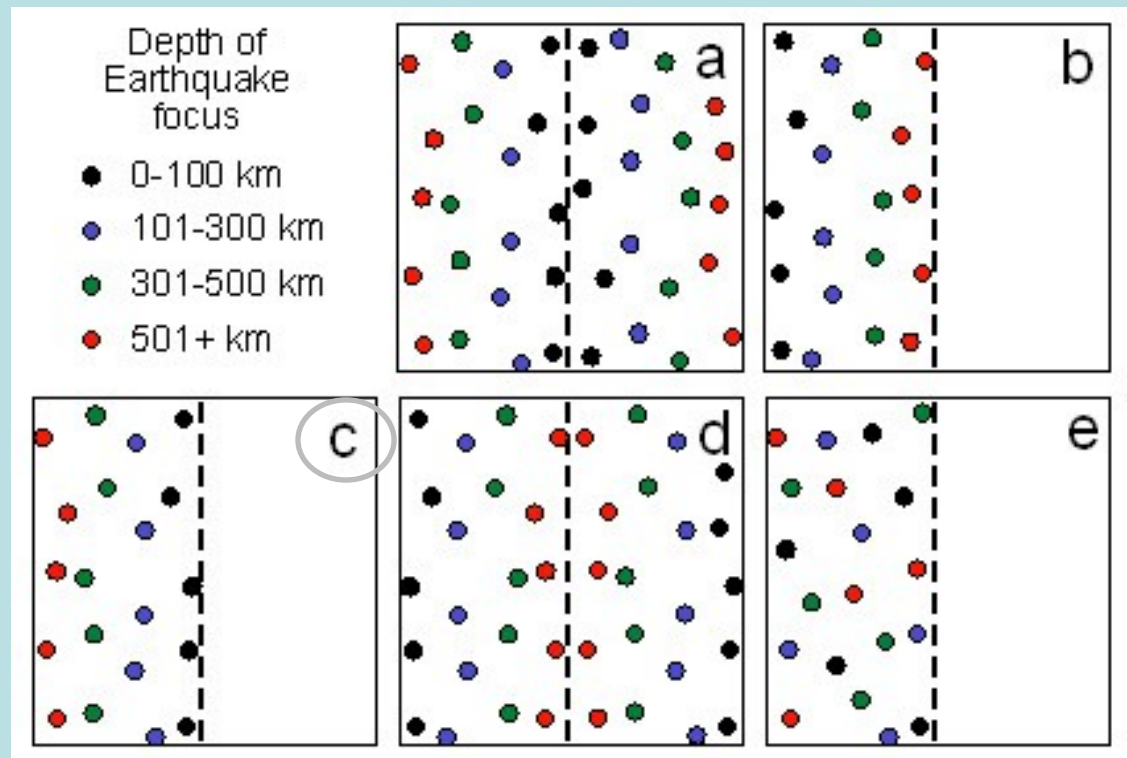 Depth of
Earthquake
focus
0-100 km
101-300 km
301-500 km
501+ km
a
b
c
d
e